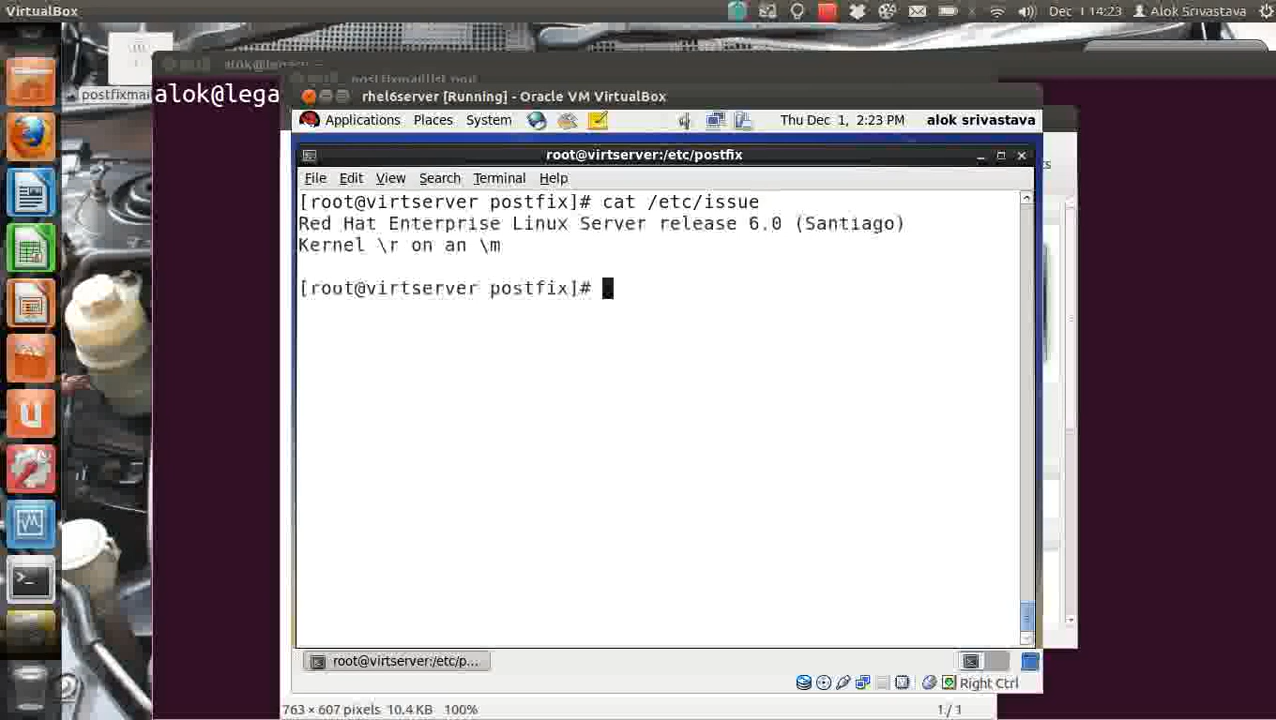 VirtualBox
Dec 1 14:23
Alok Srivastava
postfixmai
alok@lega
rhel6server [Running] - Oracle VM VirtualBox
Applications Places System
Thu Dec 1, 2:23 PM
alok srivastava
root@virtserver:/etc/postfix
File Edit View Search Terminal Help
[root@virtserver postfix]# cat /etc/issue
Red Hat Enterprise Linux Server release 6.0 (Santiago)
Kernel \r on an \m
[root@virtserver postfix]#
root@virtserver:/etc/p...
Right Ctrl
763 × 607 pixels 10.4 KB 100%
1 / 1